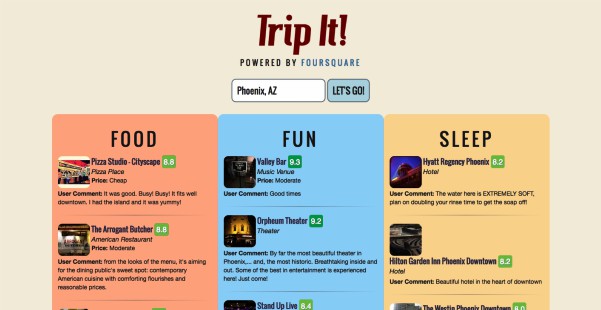 Trip It!
POWERED BY FOURSQUARE
Phoenix, AZ
LET'S GO!
FOOD
Pizza Studio - Cityscape 8.8
Pizza Place
Price: Cheap
User Comment: It was good. Busy! Busy! It fits well
downtown. I had the island and it was yummy!
The Arrogant Butcher 8.8
American Restaurant
Price: Moderate
User Comment: from the looks of the menu, it's aiming
for the dining public's sweet spot: contemporary
American cuisine with comforting flourishes and
reasonable prices.
FUN
Valley Bar 9.3
Music Venue
Price: Moderate
User Comment: Good times
Orpheum Theater 9.2
Theater
User Comment: By far the most beautiful theater in
Phoenix,... and, the most historic. Breathtaking inside and
out. Some of the best in entertainment is experienced
here! Just come!
Stand Up Live 8.4
SLEEP
Hyatt Regency Phoenix 8.2
Hotel
User Comment: The water here is EXTREMELY SOFT,
plan on doubling your rinse time to get the soap off!
Hilton Garden Inn Phoenix Downtown 8.2
Hotel
User Comment: Beautiful hotel in the heart of downtown
The Westin Phoenix Downtown 8.0